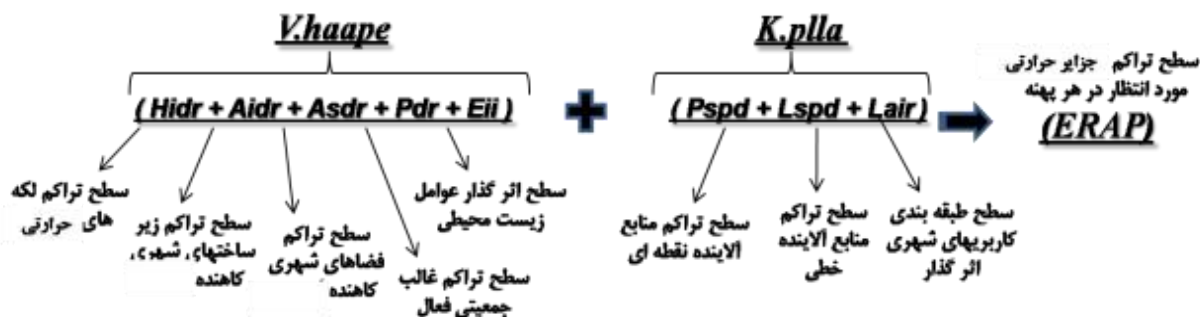 V.haape
K.plla
( Hidr + Aidr + Asdr + Pdr + Eii )
+
( Pspd + Lspd + Lair )
سطح تراکم جزایر حرارتی
مورد انتظار در هر پهنه
(ERAP)
سطح تراکم لکه
های حرارتی
سطح تراکم زیر
ساختهای شهری
کاهنده
سطح تراکم
فضاهای شهری
کاهنده
سطح تراکم غالب
جمعیتی فعال
سطح اثر گذار عوامل
زیست محیطی
سطح تراکم منابع
آلاینده نقطه ای
سطح تراکم
منابع آلاینده
خطی
سطح طبقه بندی
کاربریهای شهری
اثر گذار